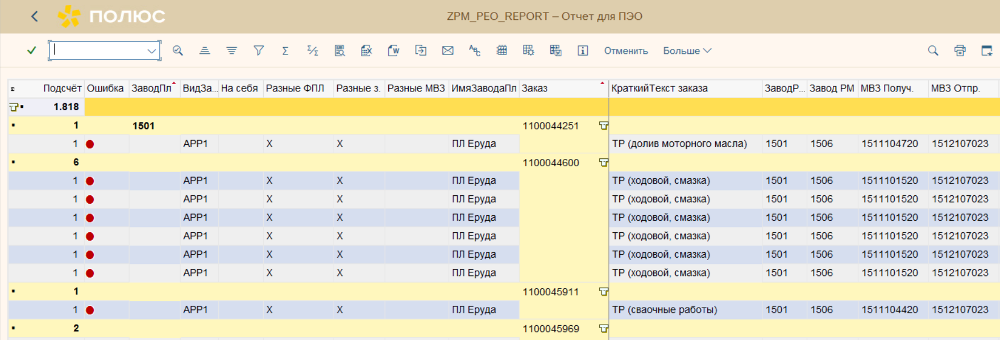 ПОЛЮС
ZPM_PEO_REPORT – Отчет для ПЭО
Отменить Больше
Σ Подсчёт Ошибка ЗаводПл ВидЗа... На себя Разные ФПЛ Разные з. Разные МВЗ ИмяЗаводаПл Заказ КраткийТекст заказа ЗаводР... Завод РМ МВЗ Получ. МВЗ Отпр.
1.818
1 1501 1100044251
1 APP1 X X ПЛ Еруда ТР (долив моторного масла) 1501 1506 1511104720 1512107023
6 1100044600
1 APP1 X X ПЛ Еруда ТР (ходовой, смазка) 1501 1506 1511101520 1512107023
1 APP1 X X ПЛ Еруда ТР (ходовой, смазка) 1501 1506 1511101520 1512107023
1 APP1 X X ПЛ Еруда ТР (ходовой, смазка) 1501 1506 1511101520 1512107023
1 APP1 X X ПЛ Еруда ТР (ходовой, смазка) 1501 1506 1511101520 1512107023
1 APP1 X X ПЛ Еруда ТР (ходовой, смазка) 1501 1506 1511101520 1512107023
1 APP1 X X ПЛ Еруда ТР (ходовой, смазка) 1501 1506 1511101520 1512107023
1 1100045911
1 APP1 X X ПЛ Еруда ТР (сваочные работы) 1501 1506 1511104420 1512107023
2 1100045969